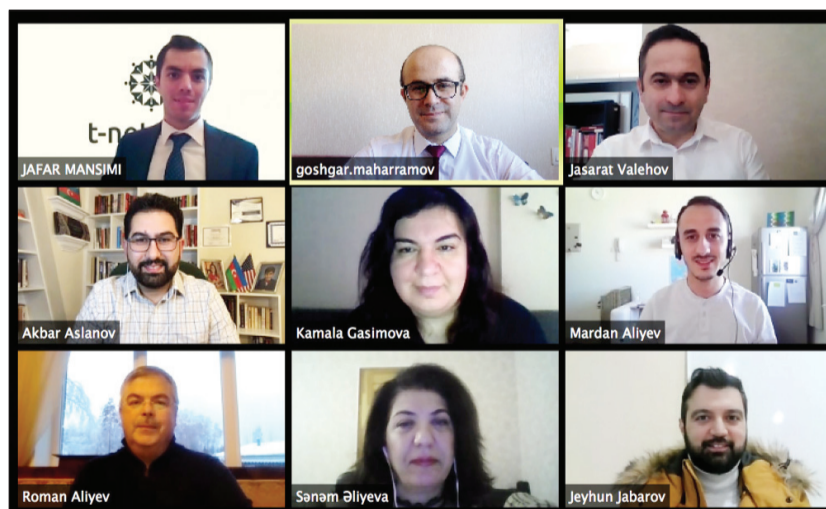 t-net
JAFAR MANSIMI
goshgar.maharramov
Jasarat Valehov
Akbar Aslanov
Kamala Gasimova
Mardan Aliyev
Roman Aliyev
Sənəm Əliyeva
Jeyhun Jabarov